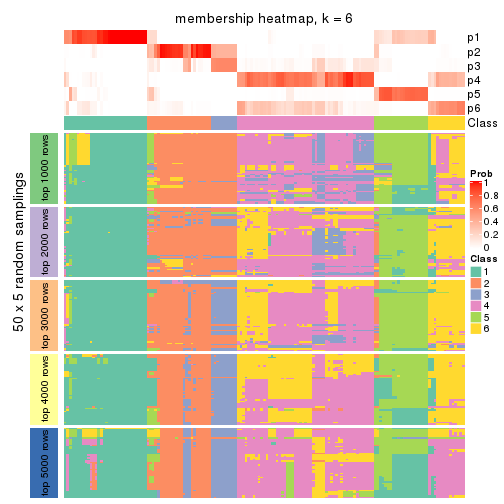 membership heatmap, k = 6
p1
p2
p3
p4
p5
p6
Class
50 x 5 random samplings
top 1000 rows
top 2000 rows
top 3000 rows
top 4000 rows
top 5000 rows
Prob
1
0.8
0.6
0.4
0.2
0
Class
1
2
3
4
5
6